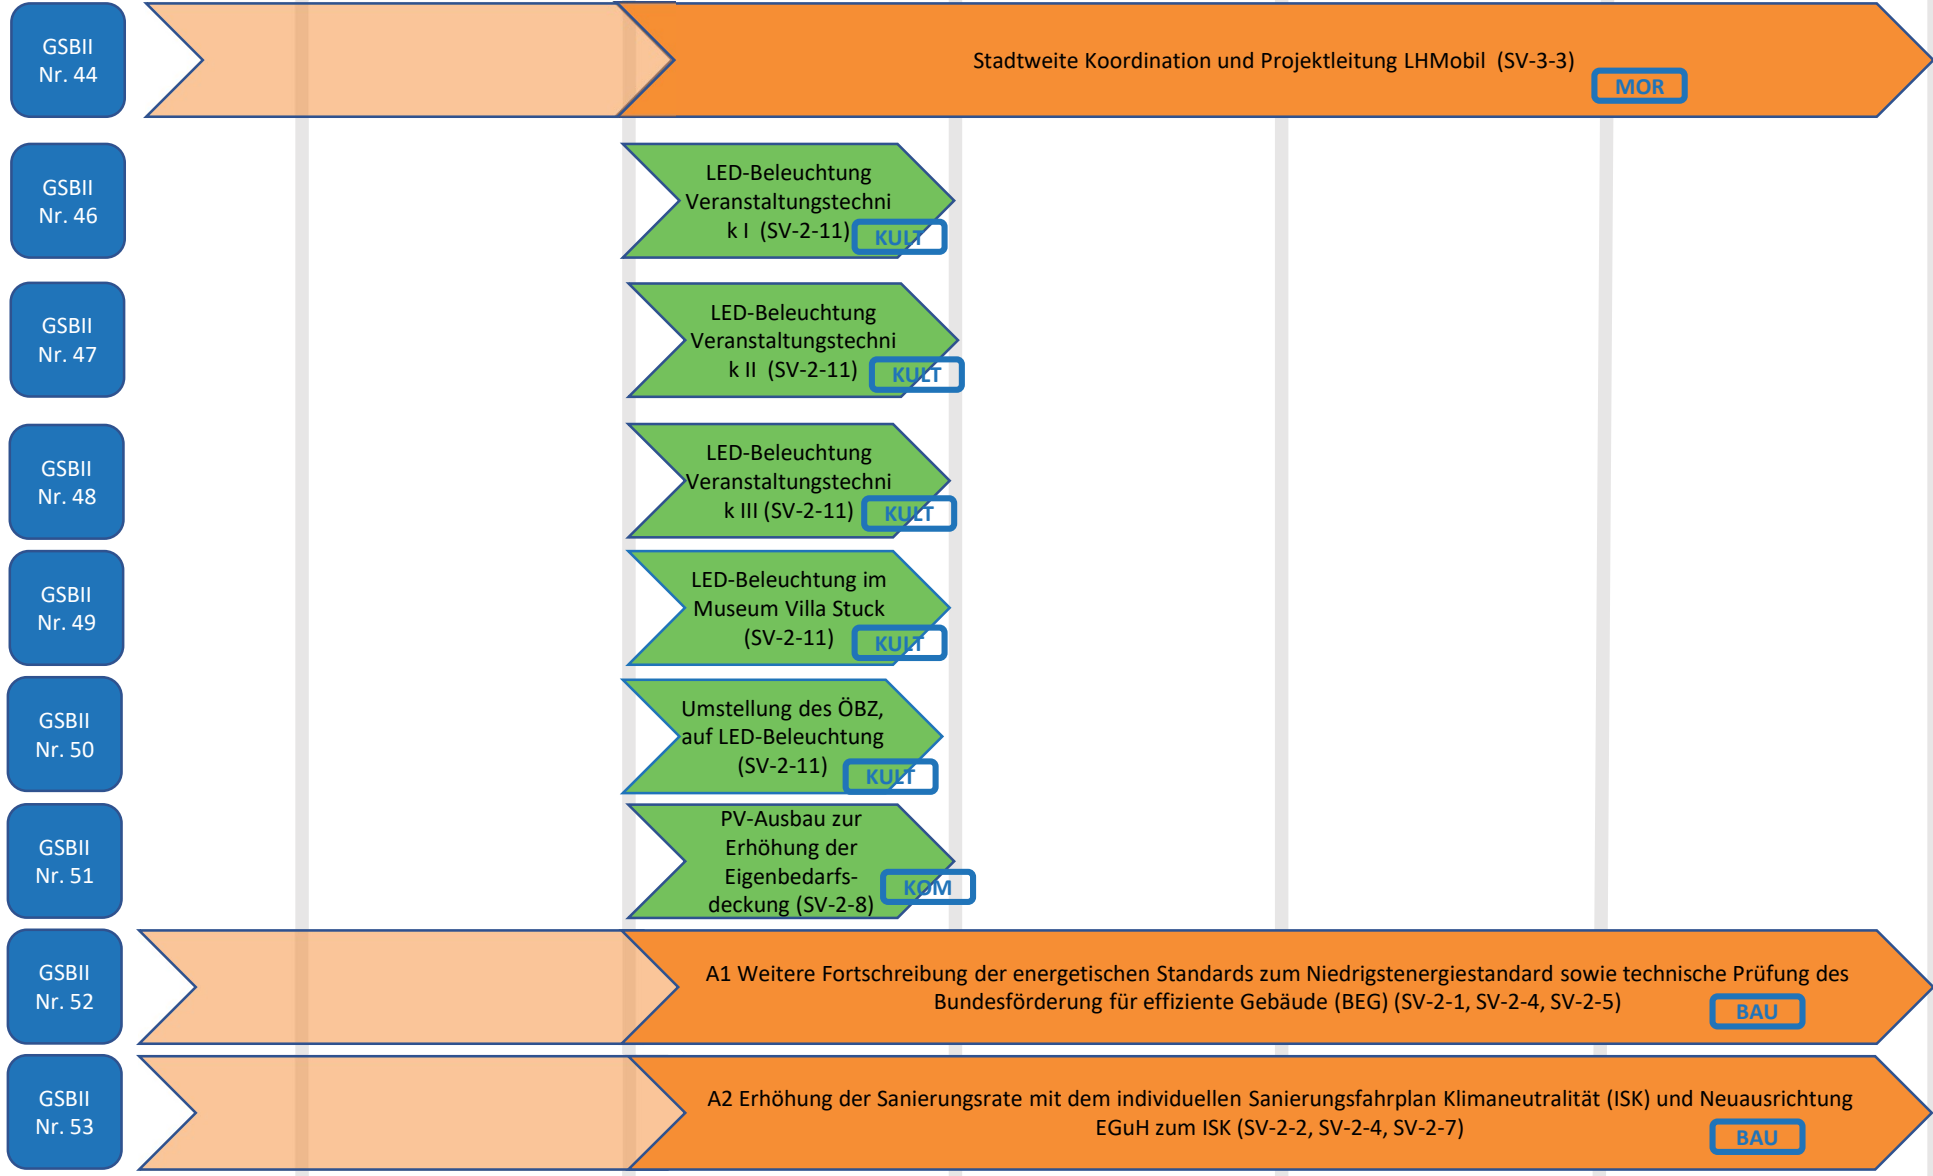 GSBII
Nr. 44
Stadtweite Koordination und Projektleitung LHMobil (SV-3-3)
MOR
GSBII
Nr. 46
LED-Beleuchtung
Veranstaltungstechni
k I (SV-2-11)
KULT
GSBII
Nr. 47
LED-Beleuchtung
Veranstaltungstechni
k II (SV-2-11)
KULT
GSBII
Nr. 48
LED-Beleuchtung
Veranstaltungstechni
k III (SV-2-11)
KULT
GSBII
Nr. 49
LED-Beleuchtung im
Museum Villa Stuck
(SV-2-11)
KULT
GSBII
Nr. 50
Umstellung des ÖBZ,
auf LED-Beleuchtung
(SV-2-11)
KULT
GSBII
Nr. 51
PV-Ausbau zur
Erhöhung der
Eigenbedarfs-
deckung (SV-2-8)
KOM
GSBII
Nr. 52
A1 Weitere Fortschreibung der energetischen Standards zum Niedrigstenergiestandard sowie technische Prüfung des
Bundesförderung für effiziente Gebäude (BEG) (SV-2-1, SV-2-4, SV-2-5)
BAU
GSBII
Nr. 53
A2 Erhöhung der Sanierungsrate mit dem individuellen Sanierungsfahrplan Klimaneutralität (ISK) und Neuausrichtung
EGuH zum ISK (SV-2-2, SV-2-4, SV-2-7)
BAU